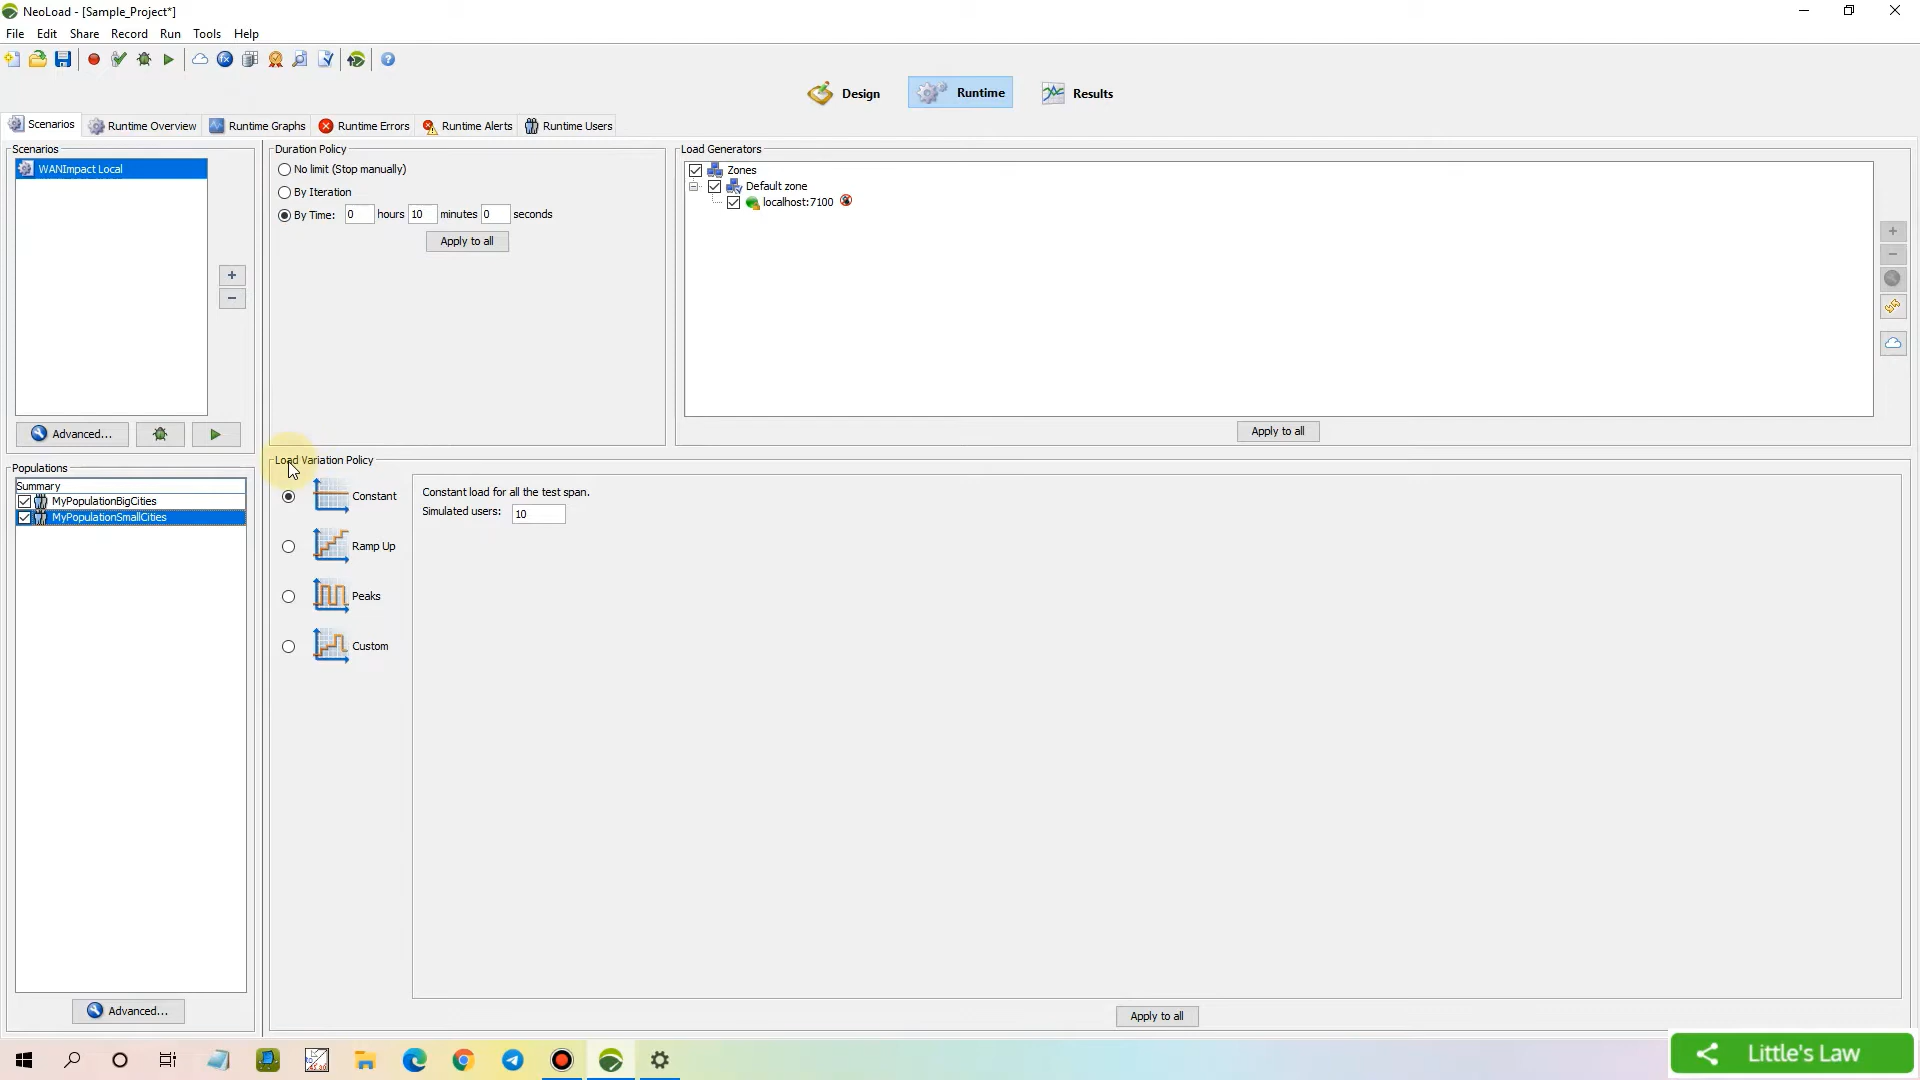 NeoLoad - [Sample_Project*]
File Edit Share Record Run Tools Help
Design Runtime Results
Scenarios Runtime Overview Runtime Graphs Runtime Errors Runtime Alerts Runtime Users
Scenarios
WANImpact Local
Advanced...
Populations
Summary
MyPopulationBigCities
MyPopulationSmallCities
Advanced...
Duration Policy
No limit (Stop manually)
By Iteration
By Time: 0 hours 10 minutes 0 seconds
Apply to all
Load Generators
Zones
Default zone
localhost:7100
Apply to all
Load Variation Policy
Constant
Ramp Up
Peaks
Custom
Constant load for all the test span.
Simulated users: 10
Apply to all
Little's Law